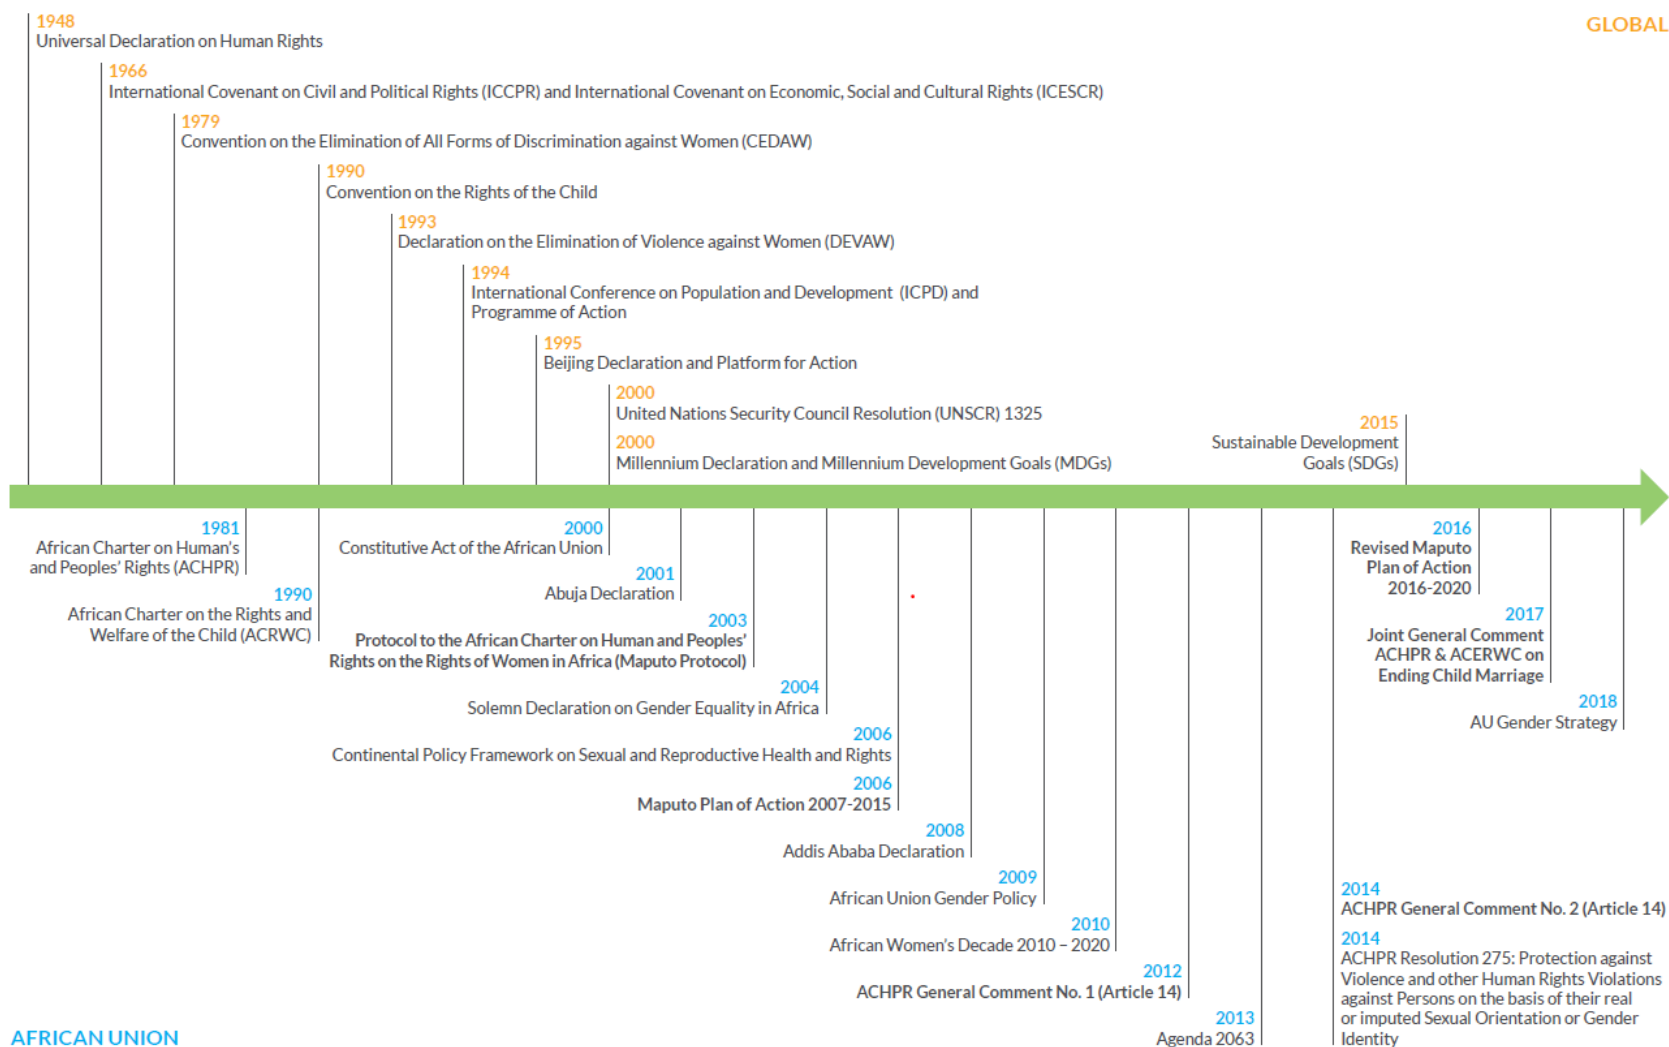 1948
Universal Declaration on Human Rights
GLOBAL
1966
International Covenant on Civil and Political Rights (ICCPR) and International Covenant on Economic, Social and Cultural Rights (ICESCR)
1979
Convention on the Elimination of All Forms of Discrimination against Women (CEDAW)
1990
Convention on the Rights of the Child
1993
Declaration on the Elimination of Violence against Women (DEVAW)
1994
International Conference on Population and Development (ICPD) and
Programme of Action
1995
Beijing Declaration and Platform for Action
2000
United Nations Security Council Resolution (UNSCR) 1325
2000
Millennium Declaration and Millennium Development Goals (MDGs)
2015
Sustainable Development
Goals (SDGs)
1981
African Charter on Human's
and Peoples' Rights (ACHPR)
1990
African Charter on the Rights and
Welfare of the Child (ACRWC)
2000
Constitutive Act of the African Union
2001
Abuja Declaration
2003
Protocol to the African Charter on Human and Peoples'
Rights on the Rights of Women in Africa (Maputo Protocol)
2004
Solemn Declaration on Gender Equality in Africa
2006
Continental Policy Framework on Sexual and Reproductive Health and Rights
2006
Maputo Plan of Action 2007-2015
2008
Addis Ababa Declaration
2009
African Union Gender Policy
2010
African Women's Decade 2010 – 2020
2012
ACHPR General Comment No. 1 (Article 14)
2013
Agenda 2063
2014
ACHPR General Comment No. 2 (Article 14)
2014
ACHPR Resolution 275: Protection against
Violence and other Human Rights Violations
against Persons on the basis of their real
or imputed Sexual Orientation or Gender
Identity
2016
Revised Maputo
Plan of Action
2016-2020
2017
Joint General Comment
ACHPR & ACERWC on
Ending Child Marriage
2018
AU Gender Strategy
AFRICAN UNION